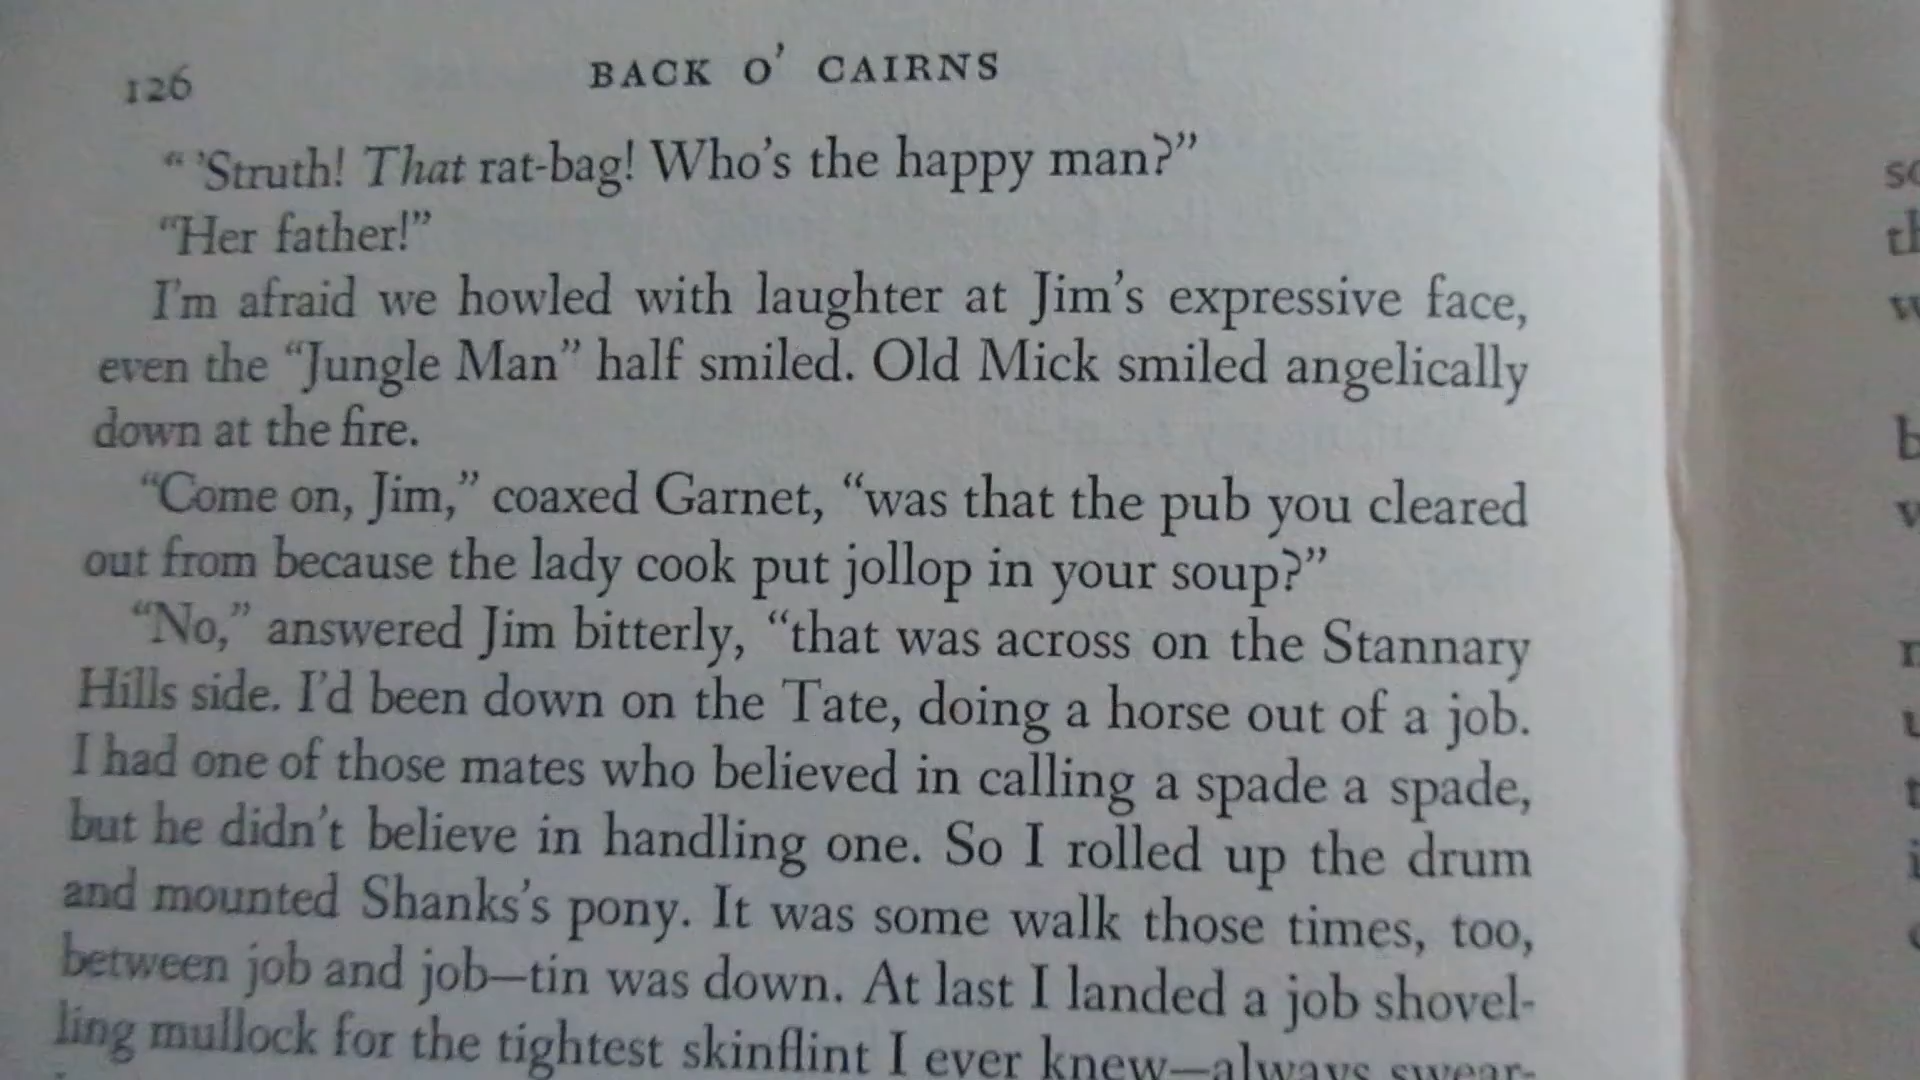 126
BACK O' CAIRNS
“ 'Struth! That rat-bag! Who's the happy man?”
“Her father!”
I'm afraid we howled with laughter at Jim's expressive face,
even the “Jungle Man” half smiled. Old Mick smiled angelically
down at the fire.
“Come on, Jim,” coaxed Garnet, “was that the pub you cleared
out from because the lady cook put jollop in your soup?”
“No,” answered Jim bitterly, “that was across on the Stannary
Hills side. I'd been down on the Tate, doing a horse out of a job.
I had one of those mates who believed in calling a spade a spade,
but he didn't believe in handling one. So I rolled up the drum
and mounted Shanks's pony. It was some walk those times, too,
between job and job—tin was down. At last I landed a job shovel-
ling mullock for the tightest skinflint I ever knew—always swear-